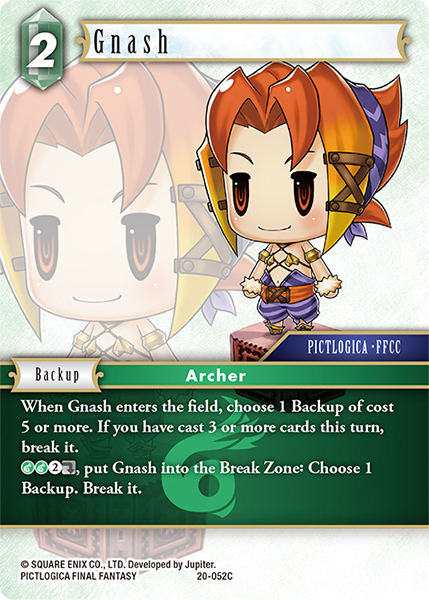 2
Gnash
PICTLOGICA・FFCC
Backup
Archer
When Gnash enters the field, choose 1 Backup of cost
5 or more. If you have cast 3 or more cards this turn,
break it.
2, put Gnash into the Break Zone: Choose 1
Backup. Break it.
© SQUARE ENIX CO., LTD. Developed by Jupiter.
PICTLOGICA FINAL FANTASY 20-052C